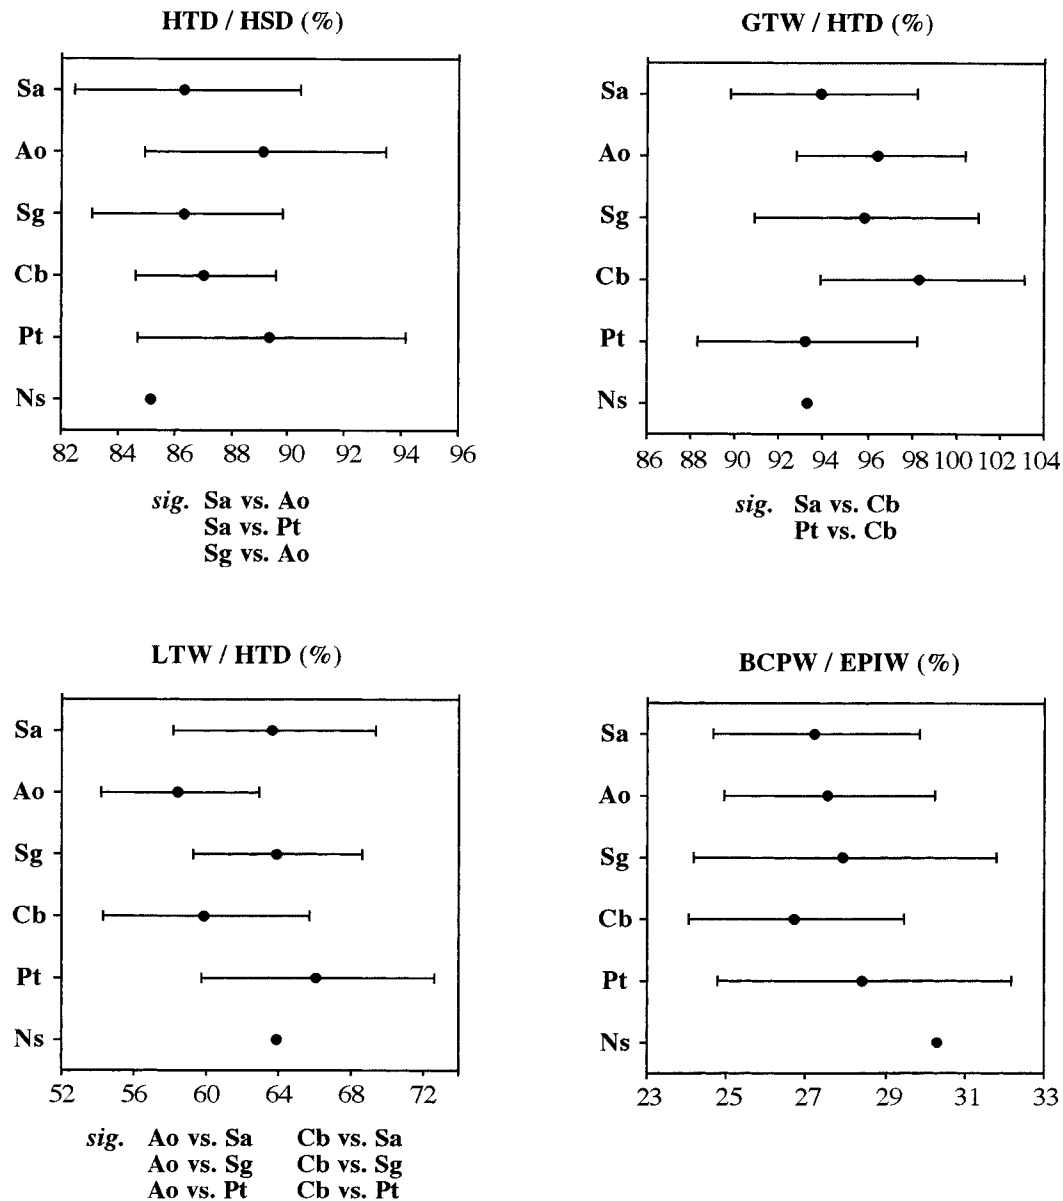 HTD / HSD (%)
Sa
Ao
Sg
Cb
Pt
Ns
82 84 86 88 90 92 94 96
sig. Sa vs. Ao
Sa vs. Pt
Sg vs. Ao
GTW / HTD (%)
Sa
Ao
Sg
Cb
Pt
Ns
86 88 90 92 94 96 98 100 102 104
sig. Sa vs. Cb
Pt vs. Cb
LTW / HTD (%)
Sa
Ao
Sg
Cb
Pt
Ns
52 56 60 64 68 72
sig. Ao vs. Sa Cb vs. Sa
Ao vs. Sg Cb vs. Sg
Ao vs. Pt Cb vs. Pt
BCPW / EPIW (%)
Sa
Ao
Sg
Cb
Pt
Ns
23 25 27 29 31 33